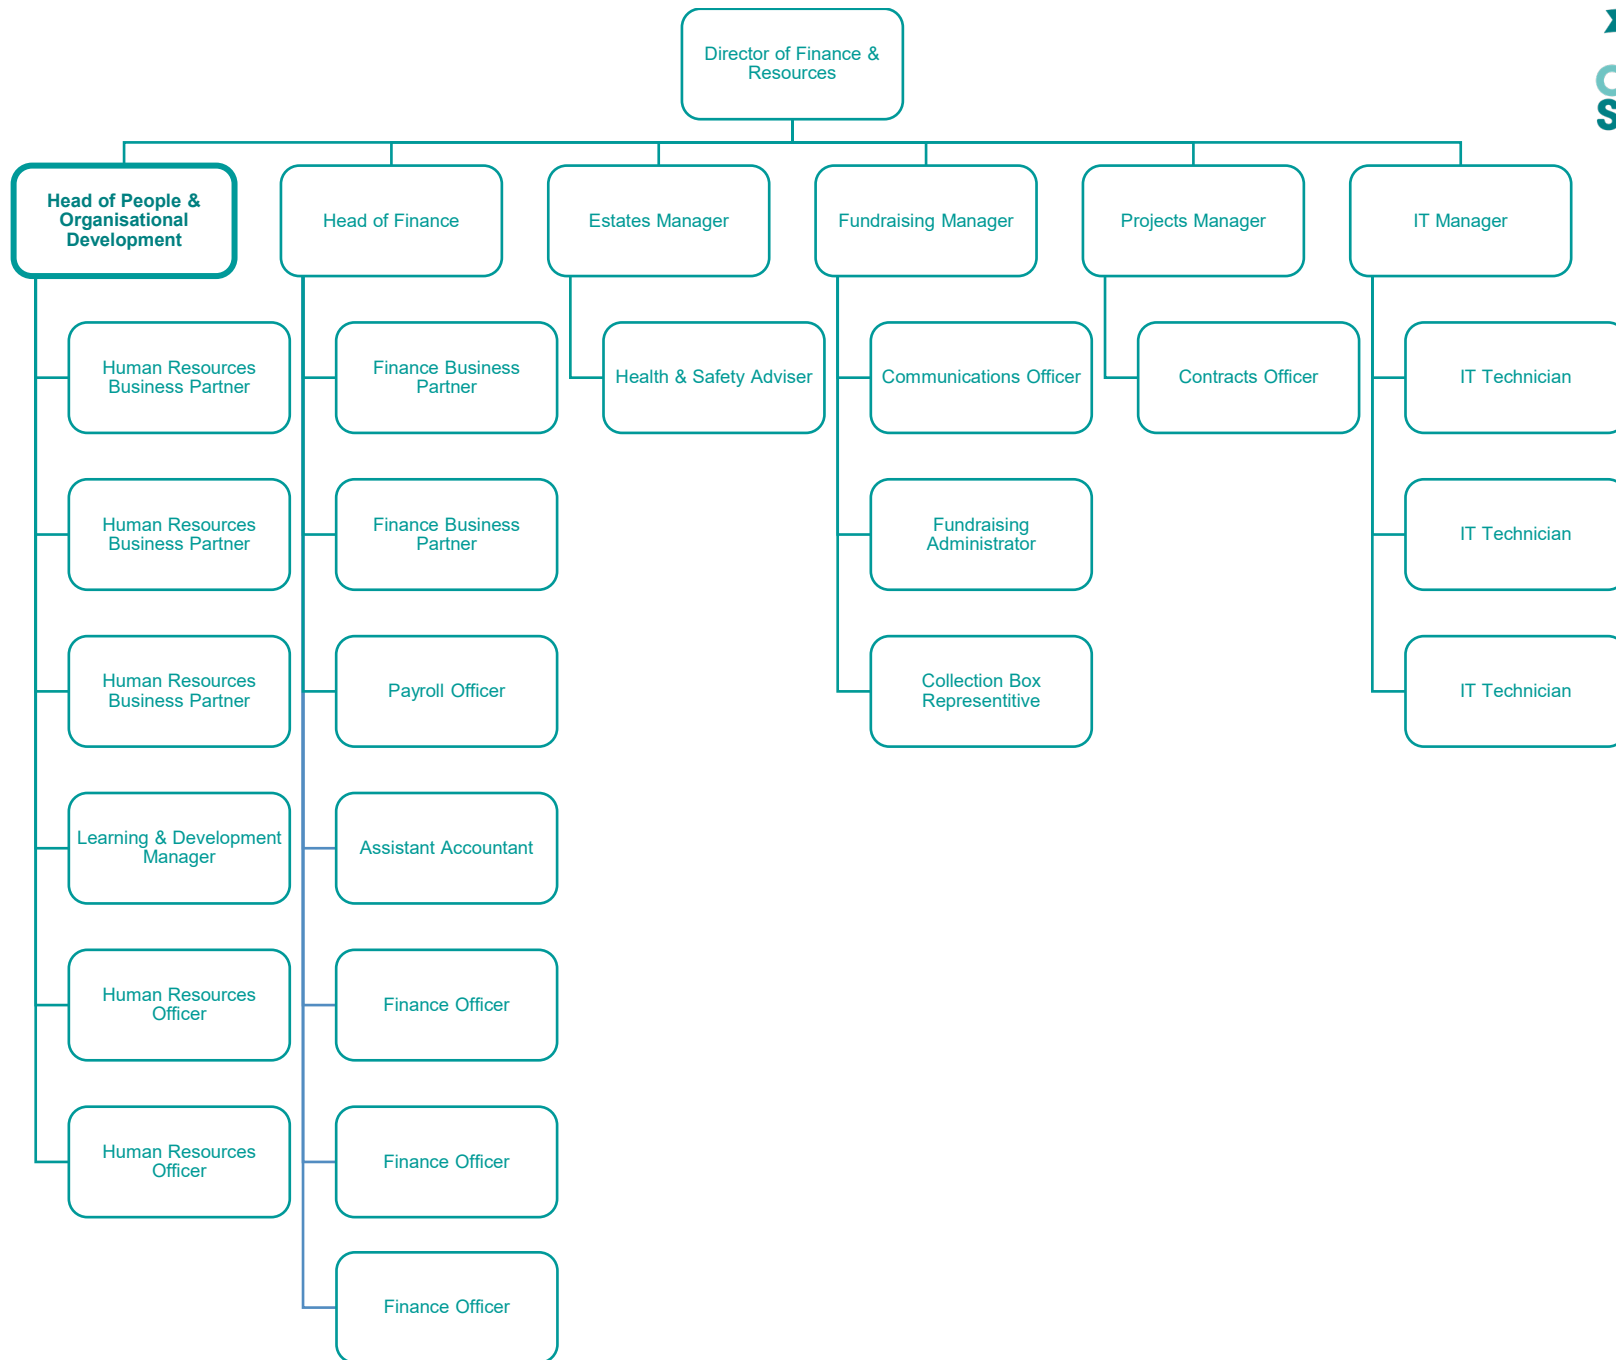 Director of Finance &
Resources
Head of People &
Organisational
Development
Head of Finance
Estates Manager
Fundraising Manager
Projects Manager
IT Manager
Human Resources
Business Partner
Finance Business
Partner
Health & Safety Adviser
Communications Officer
Contracts Officer
IT Technician
Human Resources
Business Partner
Finance Business
Partner
Fundraising
Administrator
IT Technician
Human Resources
Business Partner
Payroll Officer
Collection Box
Representitive
IT Technician
Learning & Development
Manager
Assistant Accountant
Human Resources
Officer
Finance Officer
Human Resources
Officer
Finance Officer
Finance Officer